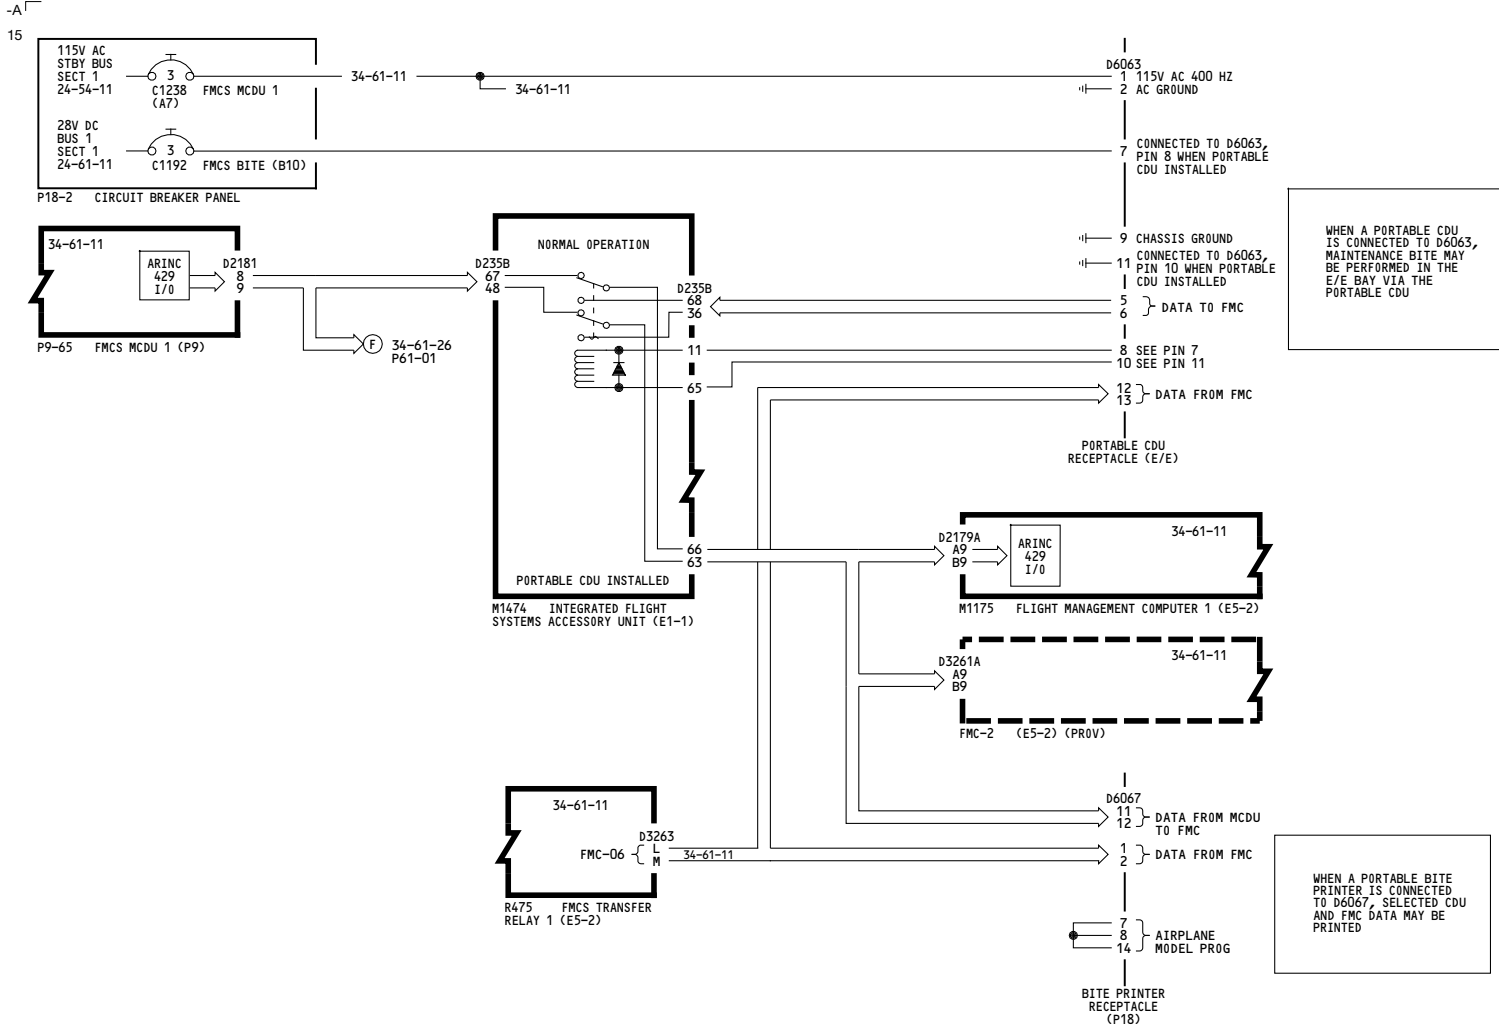 -A
15
115V AC
STBY BUS
SECT 1
24-54-11
3
C1238
(A7)
FMCS MCDU 1
28V DC
BUS 1
SECT 1
24-61-11
3
C1192
FMCS BITE (B10)
P18-2 CIRCUIT BREAKER PANEL
34-61-11
34-61-11
D6063
1 115V AC 400 HZ
2 AC GROUND
7 CONNECTED TO D6063,
PIN 8 WHEN PORTABLE
CDU INSTALLED
9 CHASSIS GROUND
11 CONNECTED TO D6063,
PIN 10 WHEN PORTABLE
CDU INSTALLED
5
6
DATA TO FMC
8 SEE PIN 7
10 SEE PIN 11
12
13
DATA FROM FMC
PORTABLE CDU
RECEPTACLE (E/E)
WHEN A PORTABLE CDU
IS CONNECTED TO D6063,
MAINTENANCE BITE MAY
BE PERFORMED IN THE
E/E BAY VIA THE
PORTABLE CDU
34-61-11
ARINC
429
I/O
D2181
8
9
P9-65 FMCS MCDU 1 (P9)
F
34-61-26
P61-01
NORMAL OPERATION
D235B
67
48
D235B
68
36
11
65
66
63
PORTABLE CDU INSTALLED
M1474 INTEGRATED FLIGHT
SYSTEMS ACCESSORY UNIT (E1-1)
34-61-11
D2179A
A9
B9
ARINC
429
I/O
M1175 FLIGHT MANAGEMENT COMPUTER 1 (E5-2)
34-61-11
D3261A
A9
B9
FMC-2 (E5-2) (PROV)
34-61-11
D3263
FMC-06
L
M
34-61-11
R475 FMCS TRANSFER
RELAY 1 (E5-2)
D6067
11
12
DATA FROM MCDU
TO FMC
1
2
DATA FROM FMC
7
8
14
AIRPLANE
MODEL PROG
BITE PRINTER
RECEPTACLE
(P18)
WHEN A PORTABLE BITE
PRINTER IS CONNECTED
TO D6067, SELECTED CDU
AND FMC DATA MAY BE
PRINTED